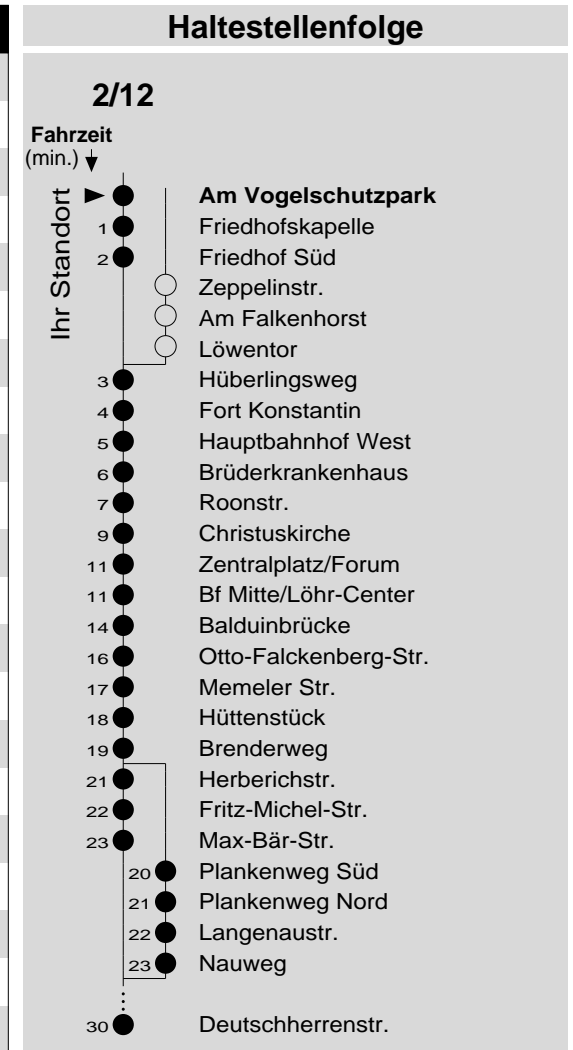 Haltestellenfolge
2/12
Fahrzeit
(min.)
Ihr Standort
Am Vogelschutzpark
1 Friedhofskapelle
2 Friedhof Süd
Zeppelinstr.
Am Falkenhorst
Löwentor
3 Hüberlingsweg
4 Fort Konstantin
5 Hauptbahnhof West
6 Brüderkrankenhaus
7 Roonstr.
9 Christuskirche
11 Zentralplatz/Forum
11 Bf Mitte/Löhr-Center
14 Balduinbrücke
16 Otto-Falckenberg-Str.
17 Memeler Str.
18 Hüttenstück
19 Brenderweg
21 Herberichstr.
22 Fritz-Michel-Str.
23 Max-Bär-Str.
20 Plankenweg Süd
21 Plankenweg Nord
22 Langenaustr.
23 Nauweg
30 Deutschherrenstr.